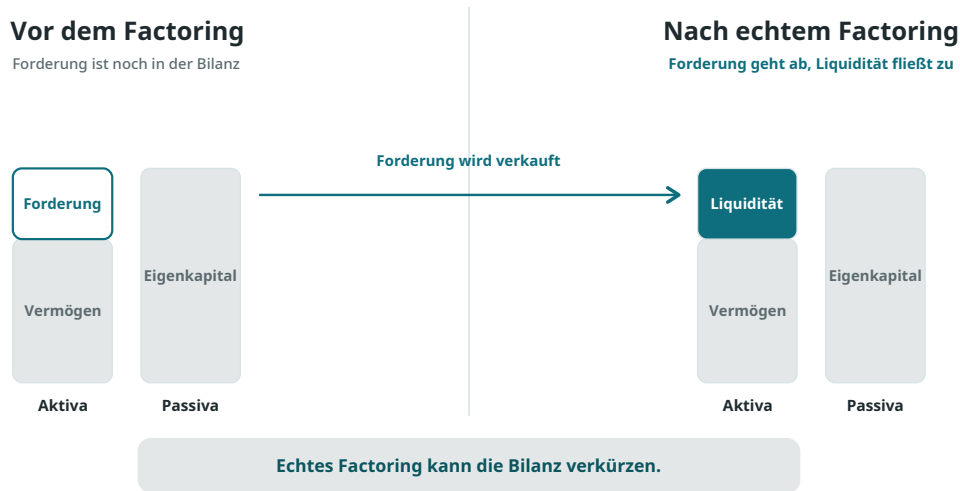 Vor dem Factoring
Forderung ist noch in der Bilanz
Nach echtem Factoring
Forderung geht ab, Liquidität fließt zu
Forderung wird verkauft
Forderung
Vermögen
Eigenkapital
Aktiva
Passiva
Liquidität
Vermögen
Eigenkapital
Aktiva
Passiva
Echtes Factoring kann die Bilanz verkürzen.